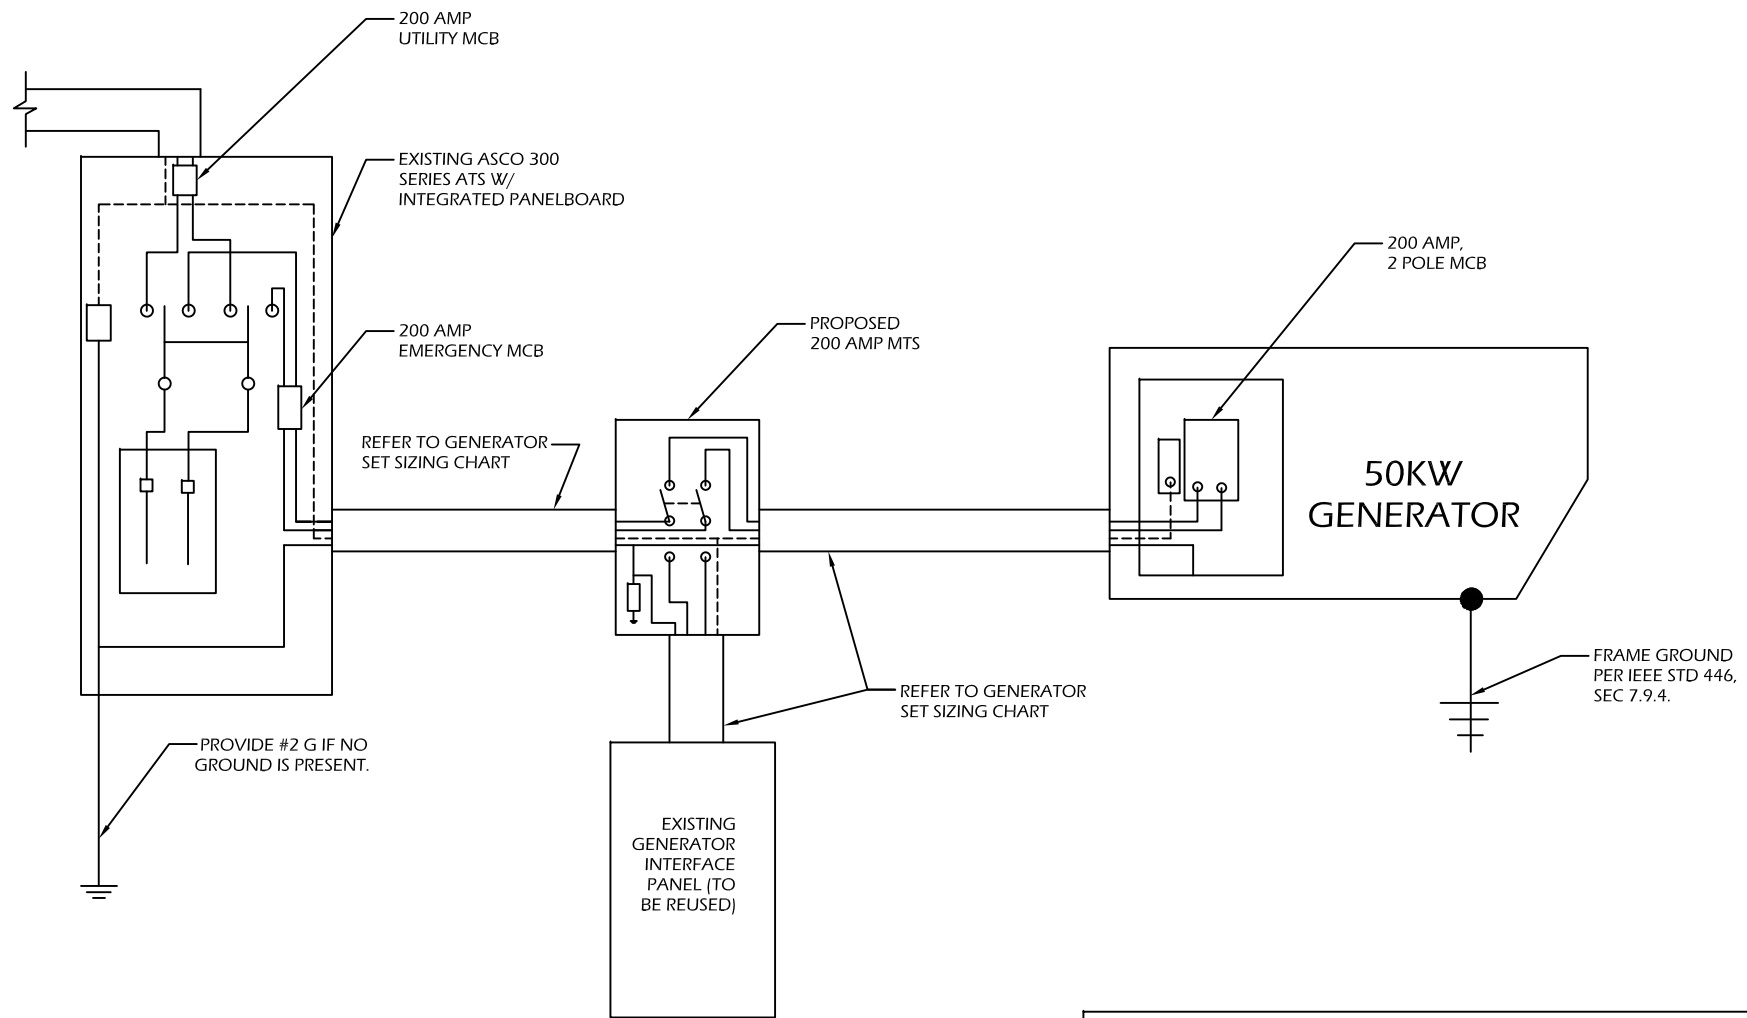 200 AMP
UTILITY MCB
EXISTING ASCO 300
SERIES ATS W/
INTEGRATED PANELBOARD
200 AMP,
2 POLE MCB
200 AMP
EMERGENCY MCB
PROPOSED
200 AMP MTS
REFER TO GENERATOR
SET SIZING CHART
50KW
GENERATOR
FRAME GROUND
PER IEEE STD 446,
SEC 7.9.4.
REFER TO GENERATOR
SET SIZING CHART
PROVIDE #2 G IF NO
GROUND IS PRESENT.
EXISTING
GENERATOR
INTERFACE
PANEL (TO
BE REUSED)